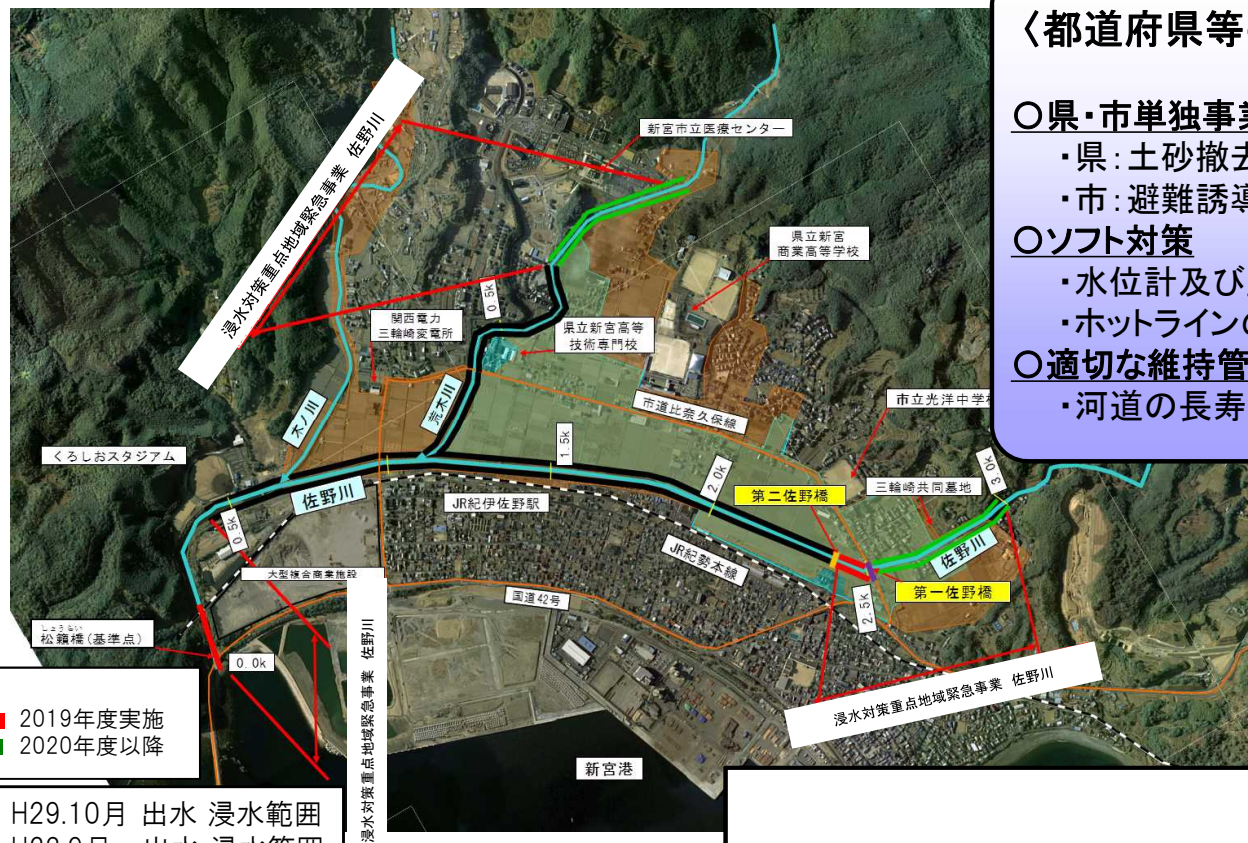 〈都道府県等
〇県・市単独事業
・県:土砂撤去
・市:避難誘導
〇ソフト対策
・水位計及び
・ホットラインの
〇適切な維持管
・河道の長寿
浸水対策重点地域緊急事業 佐野川
新宮市立医療センター
県立新宮
商業高等学校
0.5k
関西電力
三輪崎変電所
県立新宮高等
技術専門校
木ノ川
荒木川
市道比奈久保線
市立光洋中学校
くろしおスタジアム
1.5k
2.0k
第二佐野橋
三輪崎共同墓地
3.0k
佐野川
JR紀伊佐野駅
0.5k
JR紀勢本線
佐野川
大型複合商業施設
国道42号
2.5k
第一佐野橋
しょうらい
松籟橋(基準点)
0.0k
浸水対策重点地域緊急事業 佐野川
浸水対策重点地域緊急事業 佐野川
新宮港
2019年度実施
2020年度以降
H29.10月 出水 浸水範囲
出水 浸水範囲